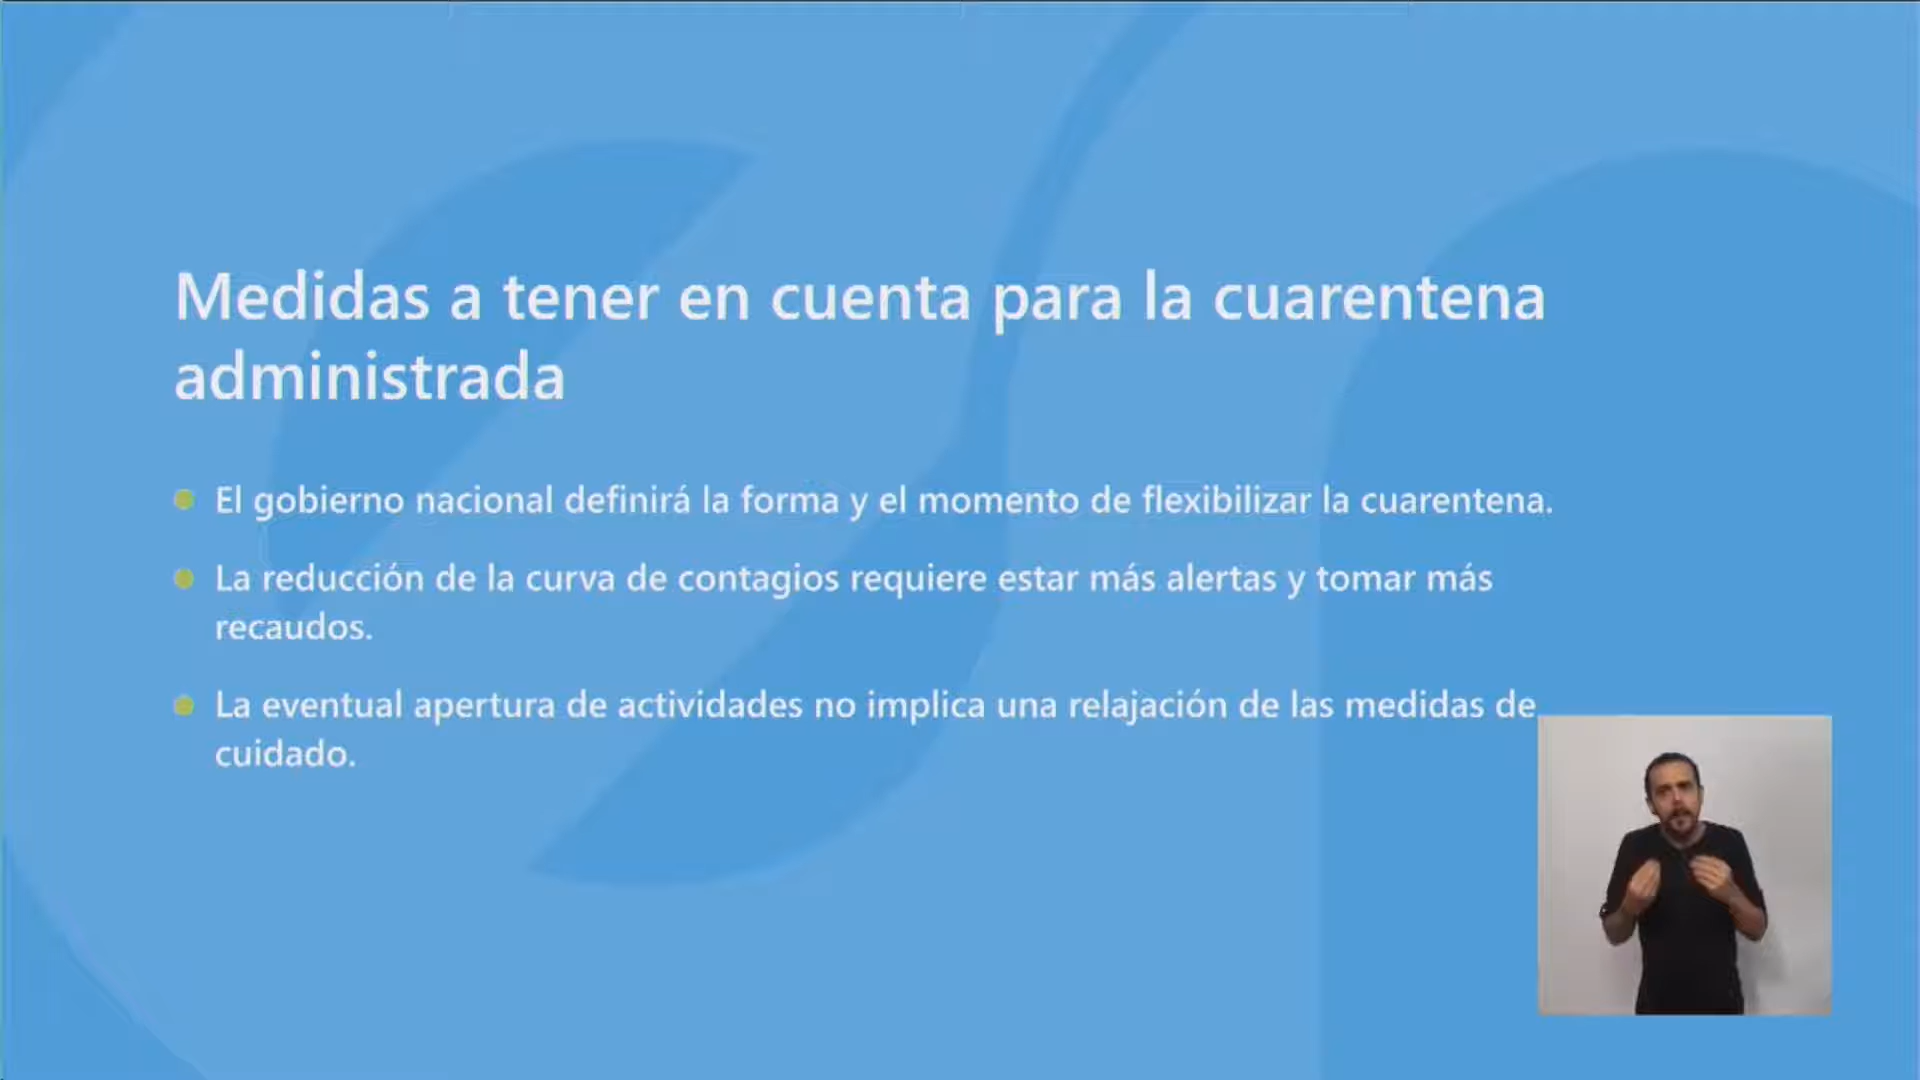 Medidas a tener en cuenta para la cuarentena
administrada
El gobierno nacional definirá la forma y el momento de flexibilizar la cuarentena.
La reducción de la curva de contagios requiere estar más alertas y tomar más
recaudos.
La eventual apertura de actividades no implica una relajación de las medidas de
cuidado.